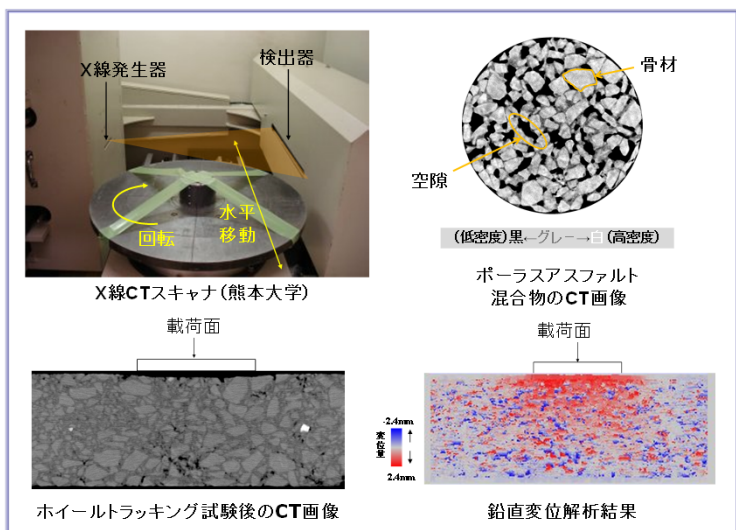 X線発生器
検出器
回転
水平
移動
X線CTスキャナ(熊本大学)
骨材
空隙
(低密度)黒←グレー→白(高密度)
ポーラスアスファルト
混合物のCT画像
載荷面
ホイールトラッキング試験後のCT画像
載荷面
-2.4mm
変位量
2.4mm
鉛直変位解析結果